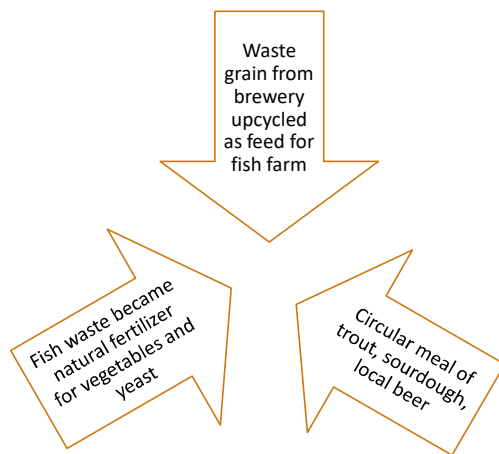 Waste
grain from
brewery
upcycled
as feed for
fish farm
Fish waste became
natural fertilizer
for vegetables and
yeast
Circular meal of
trout, sourdough,
local beer